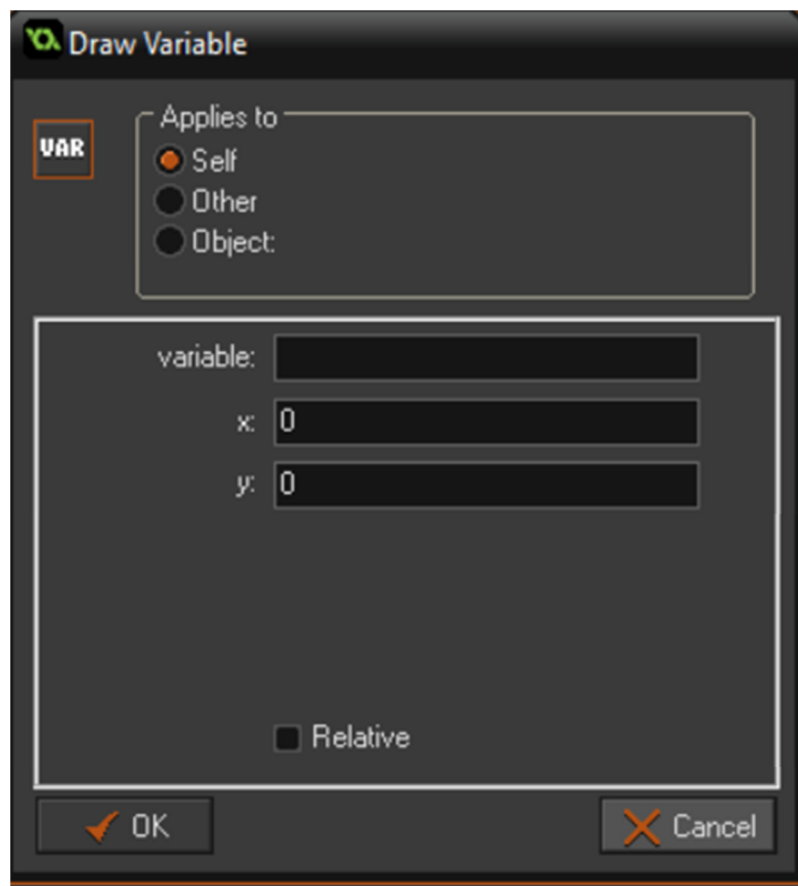 Draw Variable
VAR
Applies to
Self
Other
Object:
variable:
x: 0
y: 0
Relative
OK
Cancel